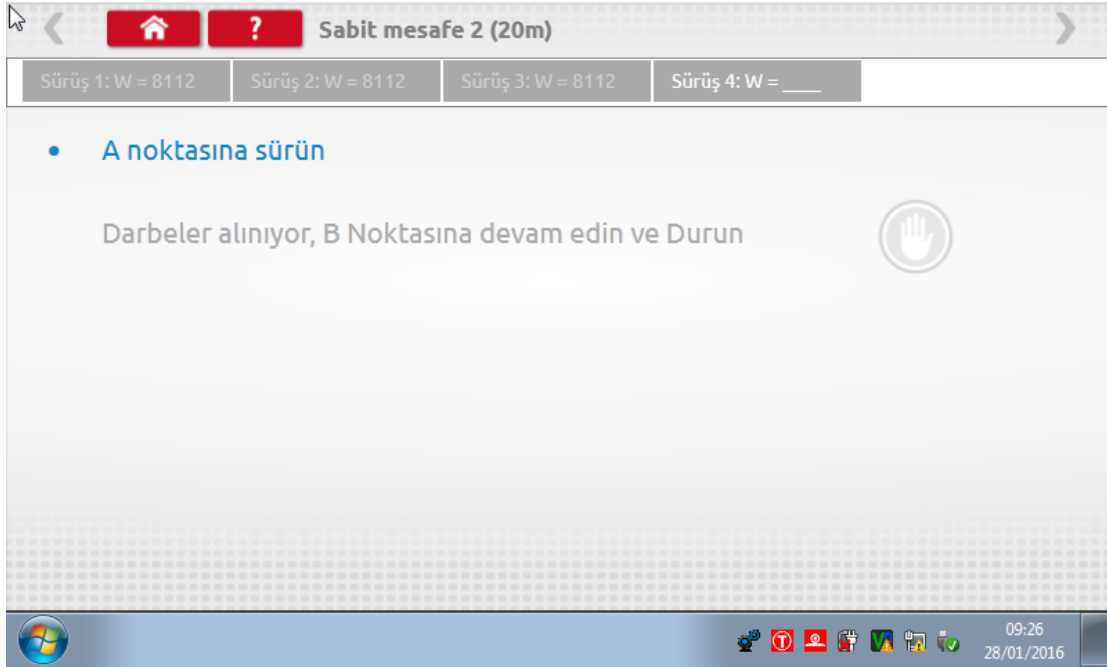 ? Sabit mesafe 2 (20m)
Sürüş 1: W = 8112 Sürüş 2: W = 8112 Sürüş 3: W = 8112 Sürüş 4: W = ____
• A noktasına sürün
Darbeler alınıyor, B Noktasına devam edin ve Durun
09:26
28/01/2016